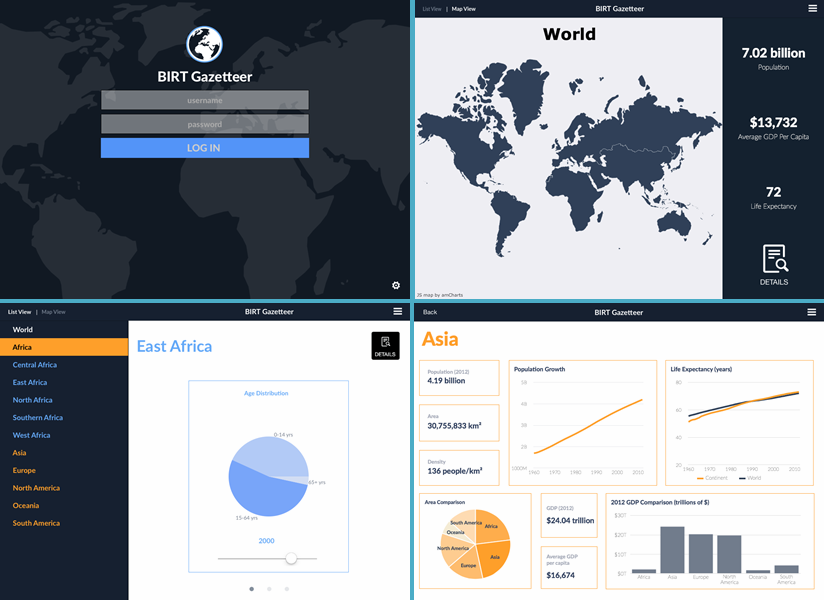 BIRT Gazetteer
username
password
LOG IN
List View | Map View
BIRT Gazetteer
World
7.02 billion
Population
$13,732
Average GDP Per Capita
72
Life Expectancy
DETAILS
JS map by amCharts
List View | Map View
BIRT Gazetteer
World
Africa
Central Africa
East Africa
North Africa
Southern Africa
West Africa
Asia
Europe
North America
Oceania
South America
East Africa
DETAILS
Age Distribution
0-14 yrs
65+ yrs
15-64 yrs
2000
Back
BIRT Gazetteer
Asia
Population (2012)
4.19 billion
Area
30,755,833 km²
Density
136 people/km²
Population Growth
5B
4B
3B
2B
1000M
1960 1970 1980 1990 2000 2010
Life Expectancy (years)
80
60
40
20
1960 1970 1980 1990 2000 2010
Continent World
Area Comparison
South America
Africa
Oceania
North America
Asia
Europe
GDP (2012)
$24.04 trillion
Average GDP
per capita
$16,674
2012 GDP Comparison (trillions of $)
$30T
$20T
$10T
$0T
Africa Asia Europe North America Oceania South America